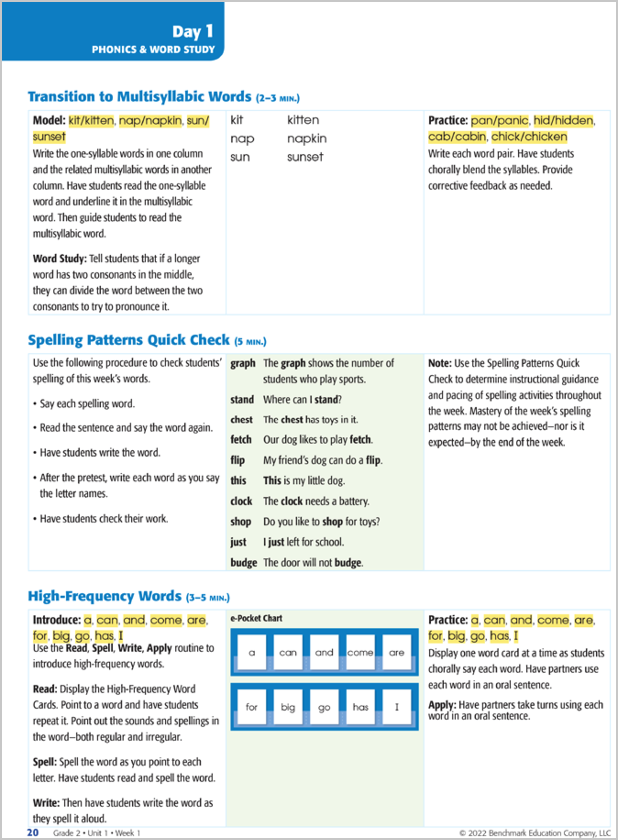 Day 1
PHONICS & WORD STUDY
Transition to Multisyllabic Words (2–3 MIN.)
Model: kit/kitten, nap/napkin, sun/
sunset
Write the one-syllable words in one column
and the related multisyllabic words in another
column. Have students read the one-syllable
word and underline it in the multisyllabic
word. Then guide students to read the
multisyllabic word.
Word Study: Tell students that if a longer
word has two consonants in the middle,
they can divide the word between the two
consonants to try to pronounce it.
kit kitten
nap napkin
sun sunset
Practice: pan/panic, hid/hidden,
cab/cabin, chick/chicken
Write each word pair. Have students
chorally blend the syllables. Provide
corrective feedback as needed.
Spelling Patterns Quick Check (5 MIN.)
Use the following procedure to check students'
spelling of this week's words.
• Say each spelling word.
• Read the sentence and say the word again.
• Have students write the word.
• After the pretest, write each word as you say
the letter names.
• Have students check their work.
graph The graph shows the number of
students who play sports.
stand Where can I stand?
chest The chest has toys in it.
fetch Our dog likes to play fetch.
flip My friend's dog can do a flip.
this This is my little dog.
clock The clock needs a battery.
shop Do you like to shop for toys?
just I just left for school.
budge The door will not budge.
Note: Use the Spelling Patterns Quick
Check to determine instructional guidance
and pacing of spelling activities throughout
the week. Mastery of the week's spelling
patterns may not be achieved—nor is it
expected—by the end of the week.
High-Frequency Words (3–5 MIN.)
Introduce: a, can, and, come, are,
for, big, go, has, I
Use the Read, Spell, Write, Apply routine to
introduce high-frequency words.
Read: Display the High-Frequency Word
Cards. Point to a word and have students
repeat it. Point out the sounds and spellings in
the word—both regular and irregular.
Spell: Spell the word as you point to each
letter. Have students read and spell the word.
Write: Then have students write the word as
they spell it aloud.
e-Pocket Chart
a can and come are
for big go has I
Practice: a, can, and, come, are,
for, big, go, has, I
Display one word card at a time as students
chorally say each word. Have partners use
each word in an oral sentence.
Apply: Have partners take turns using each
word in an oral sentence.
20 Grade 2 • Unit 1 • Week 1
© 2022 Benchmark Education Company, LLC